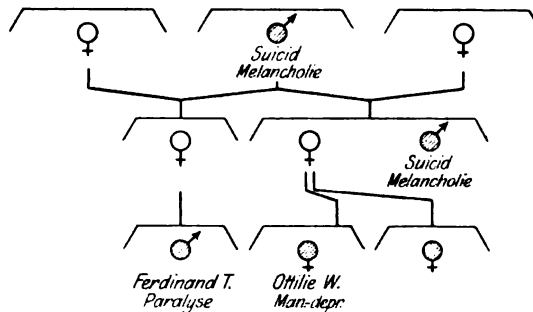 Suicid
Melancholie
Suicid
Melancholie
Ferdinand T.
Paralyse
Ottilie W.
Man-depr.